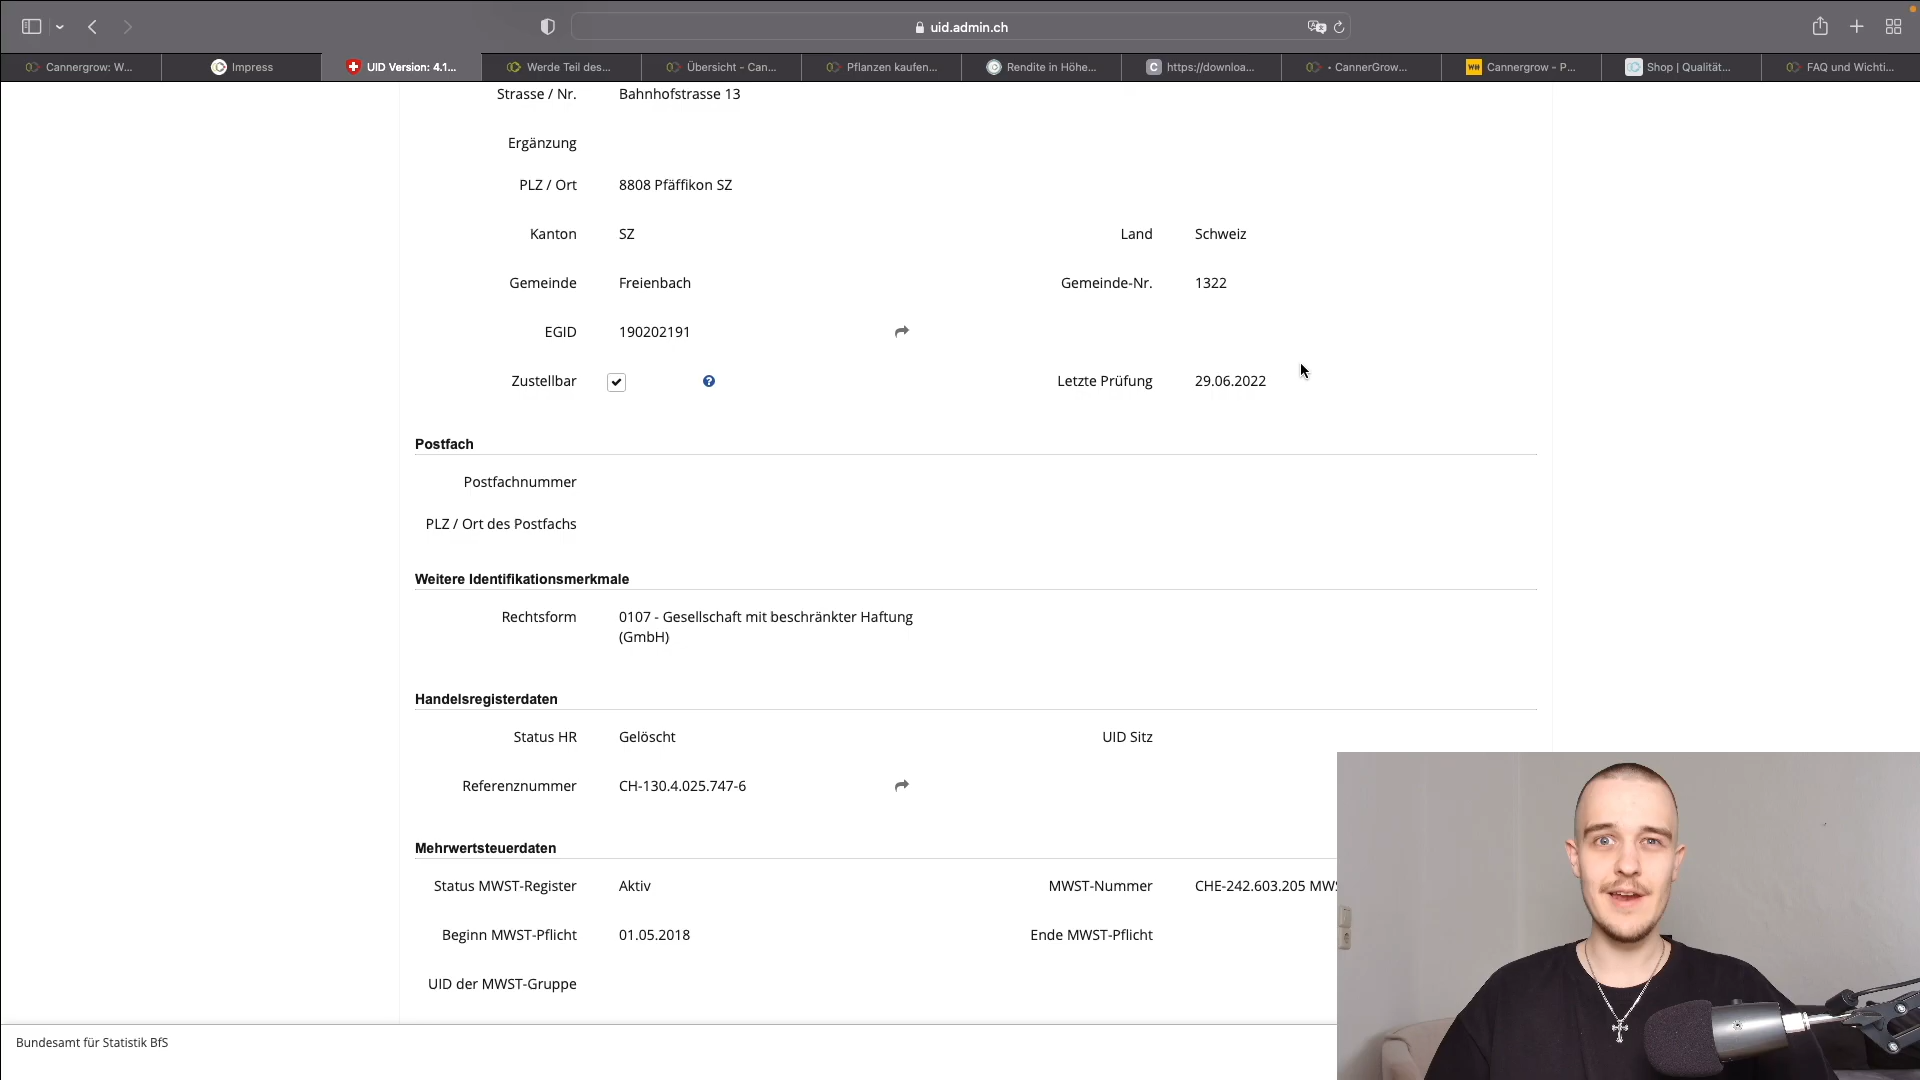 uid.admin.ch
Cannergrow: W...
Impress
UID Version: 4.1...
Werde Teil des...
Übersicht - Can...
Pflanzen kaufen...
Rendite in Höhe...
C https://downloa...
• CannerGrow...
Cannergrow - P...
Shop | Qualität...
FAQ und Wichti...
Strasse / Nr. Bahnhofstrasse 13
Ergänzung
PLZ / Ort 8808 Pfäffikon SZ
Kanton SZ Land Schweiz
Gemeinde Freienbach Gemeinde-Nr. 1322
EGID 190202191
Zustellbar ? Letzte Prüfung 29.06.2022
Postfach
Postfachnummer
PLZ / Ort des Postfachs
Weitere Identifikationsmerkmale
Rechtsform 0107 - Gesellschaft mit beschränkter Haftung
(GmbH)
Handelsregisterdaten
Status HR Gelöscht UID Sitz
Referenznummer CH-130.4.025.747-6
Mehrwertsteuerdaten
Status MWST-Register Aktiv MWST-Nummer CHE-242.603.205 MW
Beginn MWST-Pflicht 01.05.2018 Ende MWST-Pflicht
UID der MWST-Gruppe
Bundesamt für Statistik BfS